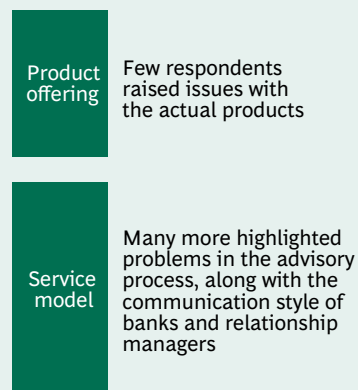 Product
offering
Few respondents
raised issues with
the actual products
Service
model
Many more highlighted
problems in the advisory
process, along with the
communication style of
banks and relationship
managers